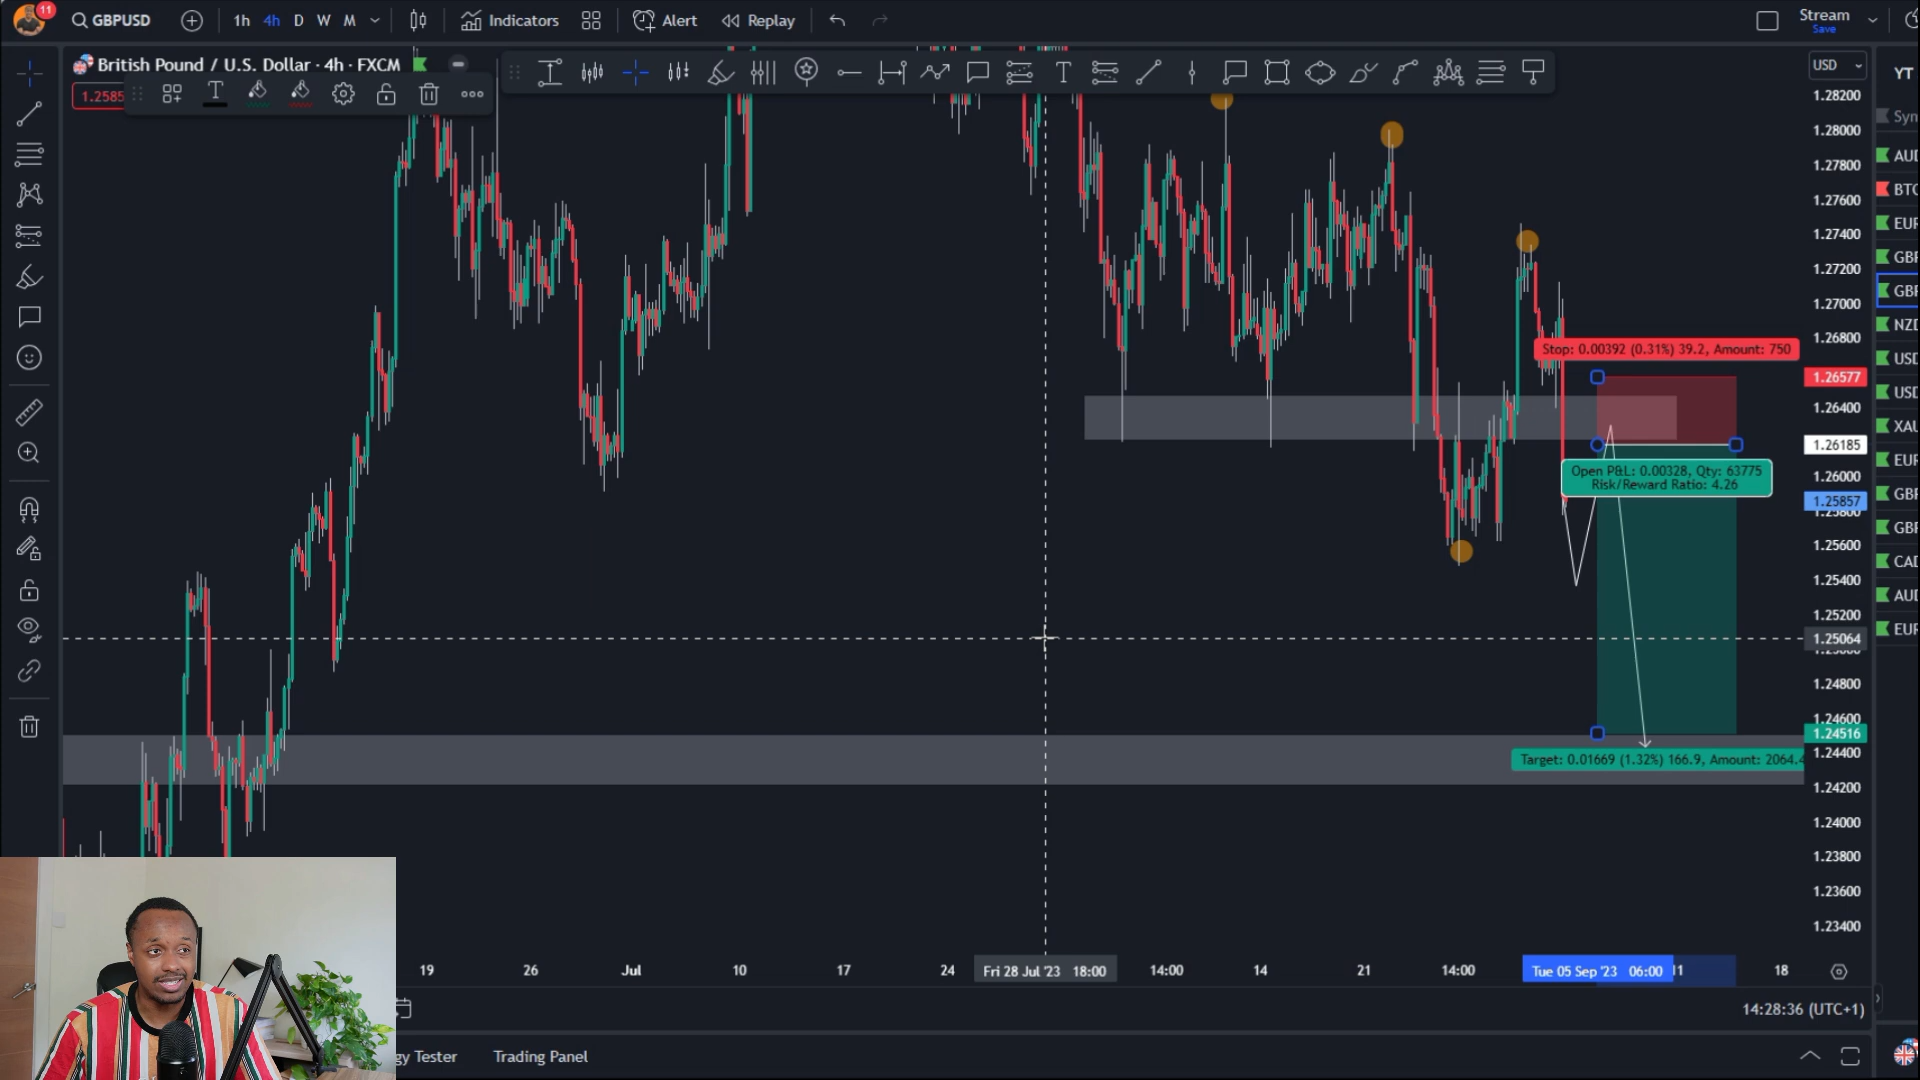 11
GBPUSD
1h 4h D W M
Indicators
Alert
Replay
Stream
Save
British Pound / U.S. Dollar · 4h · FXCM
1.2585
T
T
USD
YT
1.28200
1.28000
1.27800
1.27600
1.27400
1.27200
1.27000
1.26800
1.26577
1.26400
1.26185
1.26000
1.25857
1.25600
1.25400
1.25200
1.25064
1.24800
1.24600
1.24516
1.24400
1.24200
1.24000
1.23800
1.23600
1.23400
Syn
AUD
BTC
EUR
GBP
GBP
NZD
USD
USD
XAU
EUR
GBP
GBP
CAD
AUD
EUR
Stop: 0.00392 (0.31%) 39.2, Amount: 750
Open P&L: 0.00328, Qty: 63775
Risk/Reward Ratio: 4.26
Target: 0.01669 (1.32%) 166.9, Amount: 2064.4
19 26 Jul 10 17 24 Fri 28 Jul '23 18:00 14:00 14 21 14:00 Tue 05 Sep '23 06:00 11 18
14:28:36 (UTC+1)
gy Tester
Trading Panel